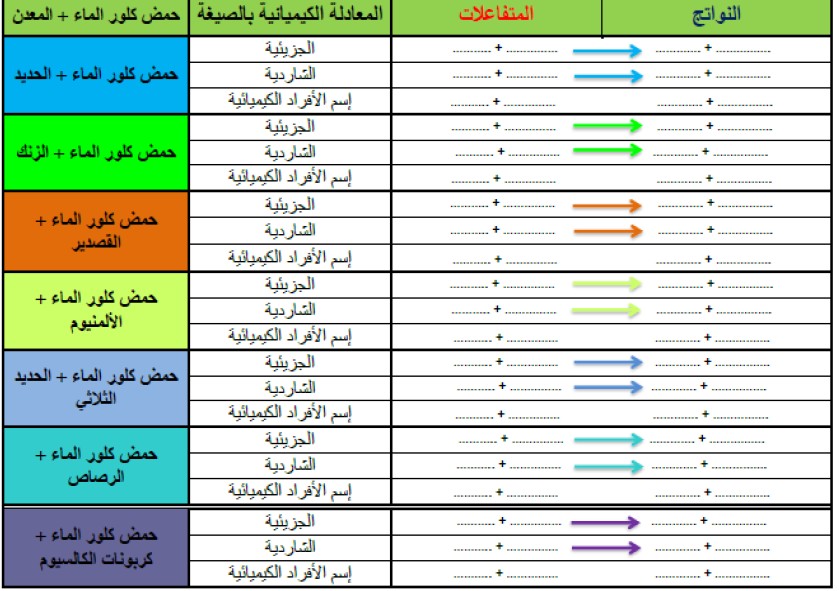 حمض كلور الماء + المعدن | المعادلة الكيميائية بالصيغة | المتفاعلات | النواتج
حمض كلور الماء + الحديد
الجزيئية ............ + ................ ............... + ..................
الشاردية ............ + ................ ............... + ..................
إسم الأفراد الكيميائية ............ + ................ ............... + ..................
حمض كلور الماء + الزنك
الجزيئية ............ + ................ ............... + ..................
الشاردية ............ + ................ ............... + ..................
إسم الأفراد الكيميائية ............ + ................ ............... + ..................
حمض كلور الماء +
القصدير
الجزيئية ............ + ................ ............... + ..................
الشاردية ............ + ................ ............... + ..................
إسم الأفراد الكيميائية ............ + ................ ............... + ..................
حمض كلور الماء +
الألمنيوم
الجزيئية ............ + ................ ............... + ..................
الشاردية ............ + ................ ............... + ..................
إسم الأفراد الكيميائية ............ + ................ ............... + ..................
حمض كلور الماء + الحديد
الثلاثي
الجزيئية ............ + ................ ............... + ..................
الشاردية ............ + ................ ............... + ..................
إسم الأفراد الكيميائية ............ + ................ ............... + ..................
حمض كلور الماء +
الرصاص
الجزيئية ............ + ................ ............... + ..................
الشاردية ............ + ................ ............... + ..................
إسم الأفراد الكيميائية ............ + ................ ............... + ..................
حمض كلور الماء +
كربونات الكالسيوم
الجزيئية ............ + ................ ............... + ..................
الشاردية ............ + ................ ............... + ..................
إسم الأفراد الكيميائية ............ + ................ ............... + ..................